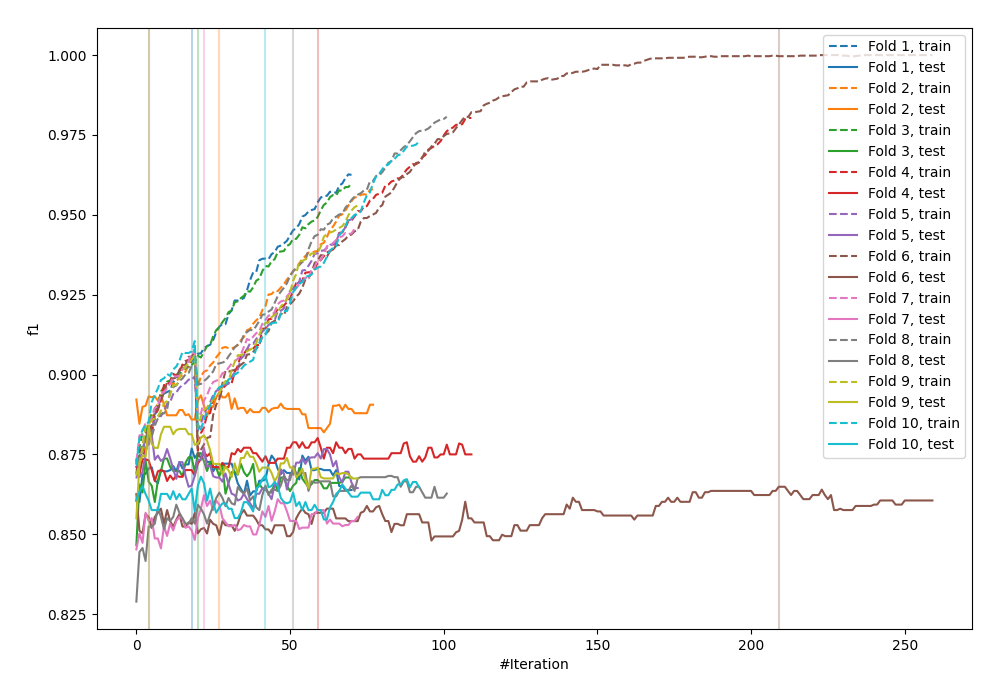 1.000
0.975
0.950
0.925
0.900
0.875
0.850
0.825
f1
0
50
100
150
200
250
#Iteration
Fold 1, train
Fold 1, test
Fold 2, train
Fold 2, test
Fold 3, train
Fold 3, test
Fold 4, train
Fold 4, test
Fold 5, train
Fold 5, test
Fold 6, train
Fold 6, test
Fold 7, train
Fold 7, test
Fold 8, train
Fold 8, test
Fold 9, train
Fold 9, test
Fold 10, train
Fold 10, test